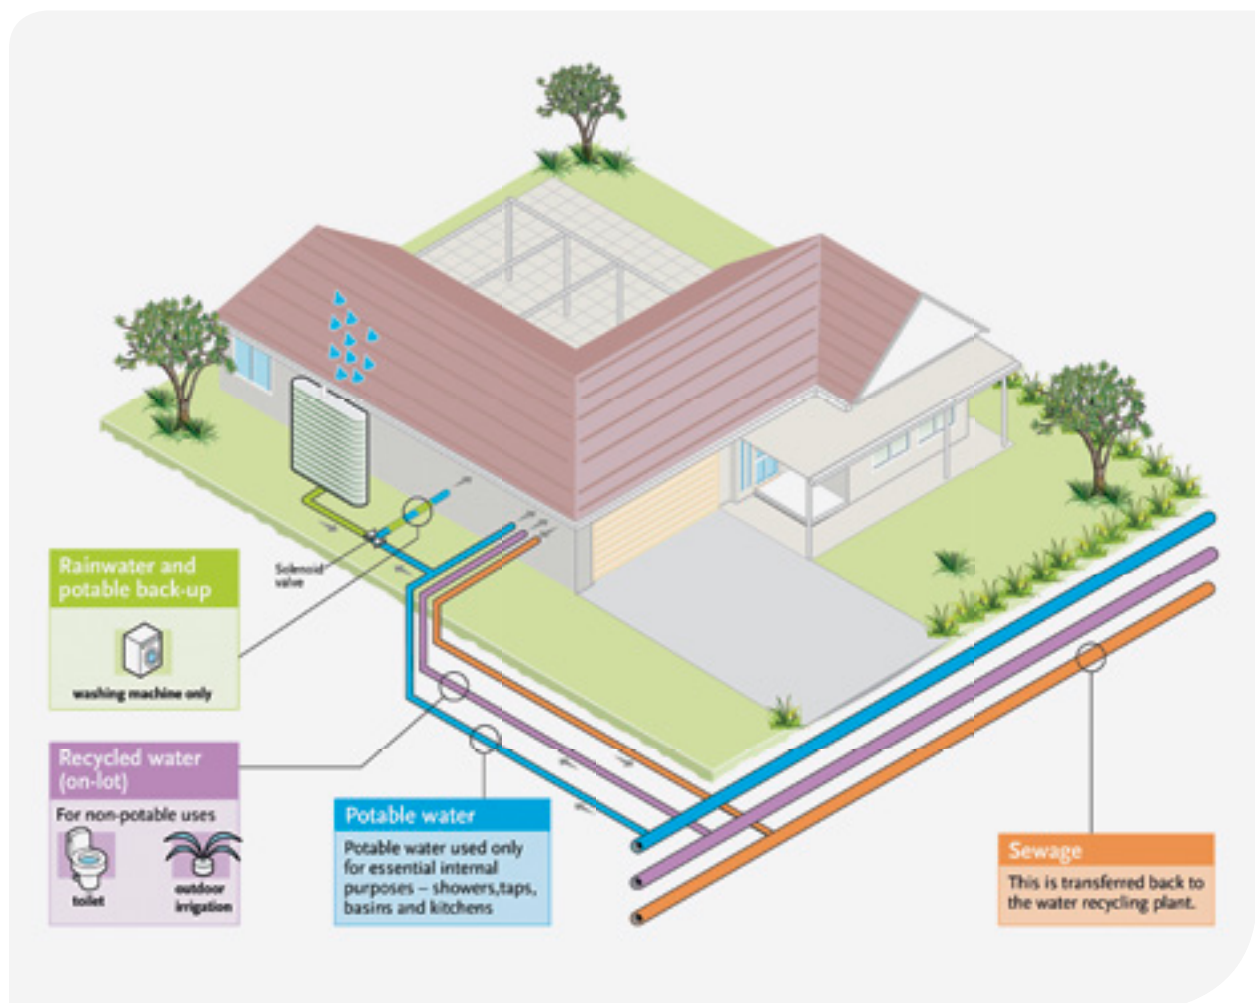 Solenoid
valve
Rainwater and
potable back-up
washing machine only
Recycled water
(on-lot)
For non-potable uses
toilet
outdoor
irrigation
Potable water
Potable water used only
for essential internal
purposes – showers,taps,
basins and kitchens
Sewage
This is transferred back to
the water recycling plant.